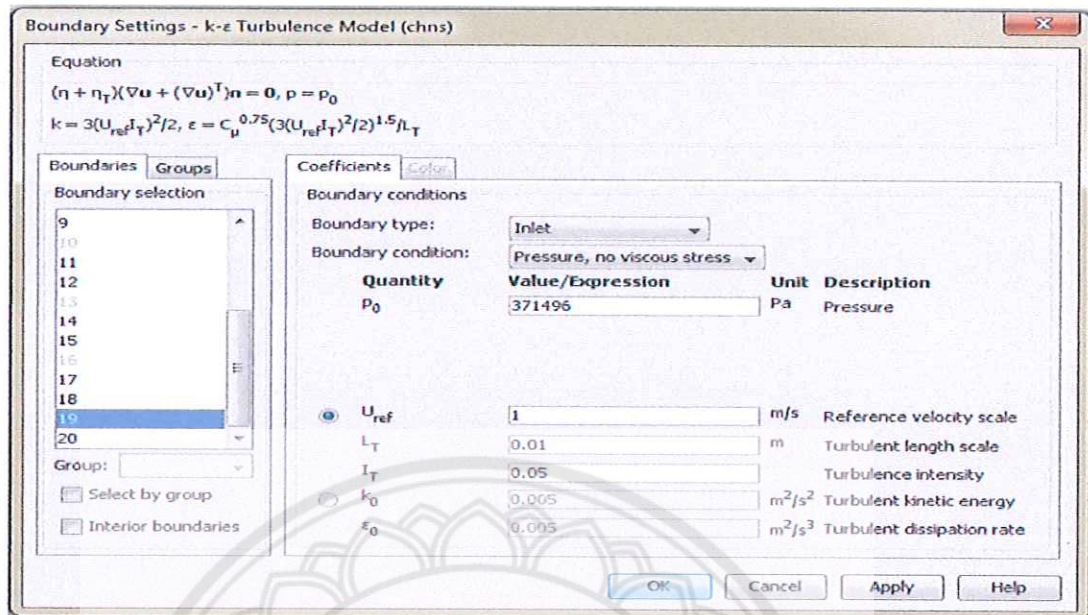 Boundary Settings - k-ε Turbulence Model (chns)
Equation
(η + η_T)(∇u + (∇u)^T)n = 0, p = p_0
k = 3(U_ref I_T)^2/2, ε = C_μ^0.75(3(U_ref I_T)^2/2)^1.5/L_T
Boundaries Groups
Boundary selection
9
10
11
12
13
14
15
16
17
18
19
20
Group:
Select by group
Interior boundaries
Coefficients Color
Boundary conditions
Boundary type: Inlet
Boundary condition: Pressure, no viscous stress
Quantity Value/Expression Unit Description
P_0 371496 Pa Pressure
U_ref 1 m/s Reference velocity scale
L_T 0.01 m Turbulent length scale
I_T 0.05 Turbulence intensity
k_0 0.005 m^2/s^2 Turbulent kinetic energy
ε_0 0.005 m^2/s^3 Turbulent dissipation rate
OK Cancel Apply Help